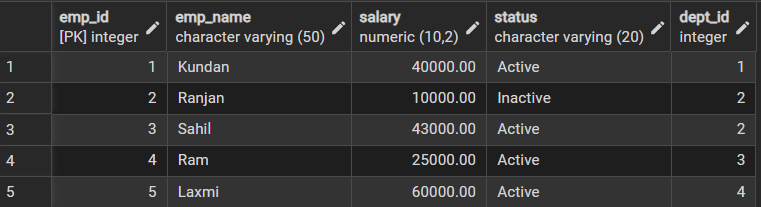 emp_id emp_name salary status dept_id
[PK] integer character varying (50) numeric (10,2) character varying (20) integer
1 1 Kundan 40000.00 Active 1
2 2 Ranjan 10000.00 Inactive 2
3 3 Sahil 43000.00 Active 2
4 4 Ram 25000.00 Active 3
5 5 Laxmi 60000.00 Active 4